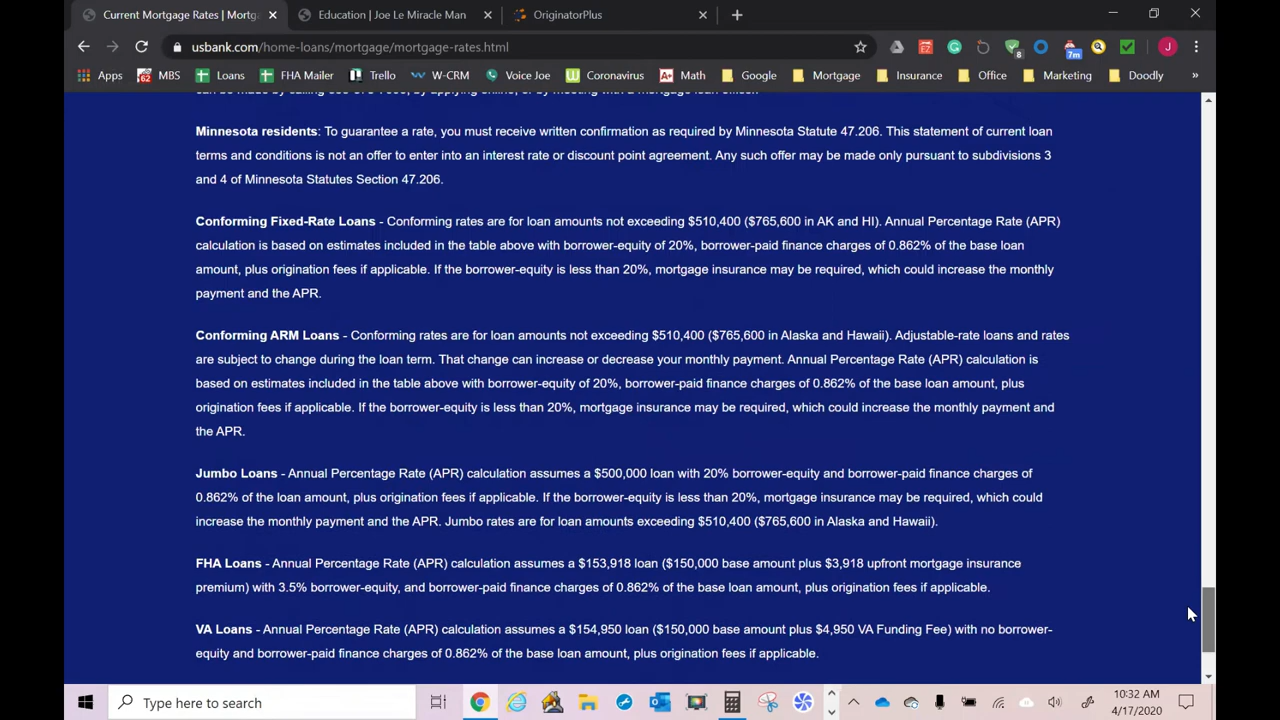 Current Mortgage Rates | Mortg
Education | Joe Le Miracle Man
OriginatorPlus
usbank.com/home-loans/mortgage/mortgage-rates.html
8
7m
J
Apps
62 MBS
Loans
FHA Mailer
Trello
W-CRM
Voice Joe
Coronavirus
A+ Math
Google
Mortgage
Insurance
Office
Marketing
Doodly
»
Minnesota residents: To guarantee a rate, you must receive written confirmation as required by Minnesota Statute 47.206. This statement of current loan
terms and conditions is not an offer to enter into an interest rate or discount point agreement. Any such offer may be made only pursuant to subdivisions 3
and 4 of Minnesota Statutes Section 47.206.
Conforming Fixed-Rate Loans - Conforming rates are for loan amounts not exceeding $510,400 ($765,600 in AK and HI). Annual Percentage Rate (APR)
calculation is based on estimates included in the table above with borrower-equity of 20%, borrower-paid finance charges of 0.862% of the base loan
amount, plus origination fees if applicable. If the borrower-equity is less than 20%, mortgage insurance may be required, which could increase the monthly
payment and the APR.
Conforming ARM Loans - Conforming rates are for loan amounts not exceeding $510,400 ($765,600 in Alaska and Hawaii). Adjustable-rate loans and rates
are subject to change during the loan term. That change can increase or decrease your monthly payment. Annual Percentage Rate (APR) calculation is
based on estimates included in the table above with borrower-equity of 20%, borrower-paid finance charges of 0.862% of the base loan amount, plus
origination fees if applicable. If the borrower-equity is less than 20%, mortgage insurance may be required, which could increase the monthly payment and
the APR.
Jumbo Loans - Annual Percentage Rate (APR) calculation assumes a $500,000 loan with 20% borrower-equity and borrower-paid finance charges of
0.862% of the loan amount, plus origination fees if applicable. If the borrower-equity is less than 20%, mortgage insurance may be required, which could
increase the monthly payment and the APR. Jumbo rates are for loan amounts exceeding $510,400 ($765,600 in Alaska and Hawaii).
FHA Loans - Annual Percentage Rate (APR) calculation assumes a $153,918 loan ($150,000 base amount plus $3,918 upfront mortgage insurance
premium) with 3.5% borrower-equity, and borrower-paid finance charges of 0.862% of the base loan amount, plus origination fees if applicable.
VA Loans - Annual Percentage Rate (APR) calculation assumes a $154,950 loan ($150,000 base amount plus $4,950 VA Funding Fee) with no borrower-
equity and borrower-paid finance charges of 0.862% of the base loan amount, plus origination fees if applicable.
Type here to search
10:32 AM
4/17/2020